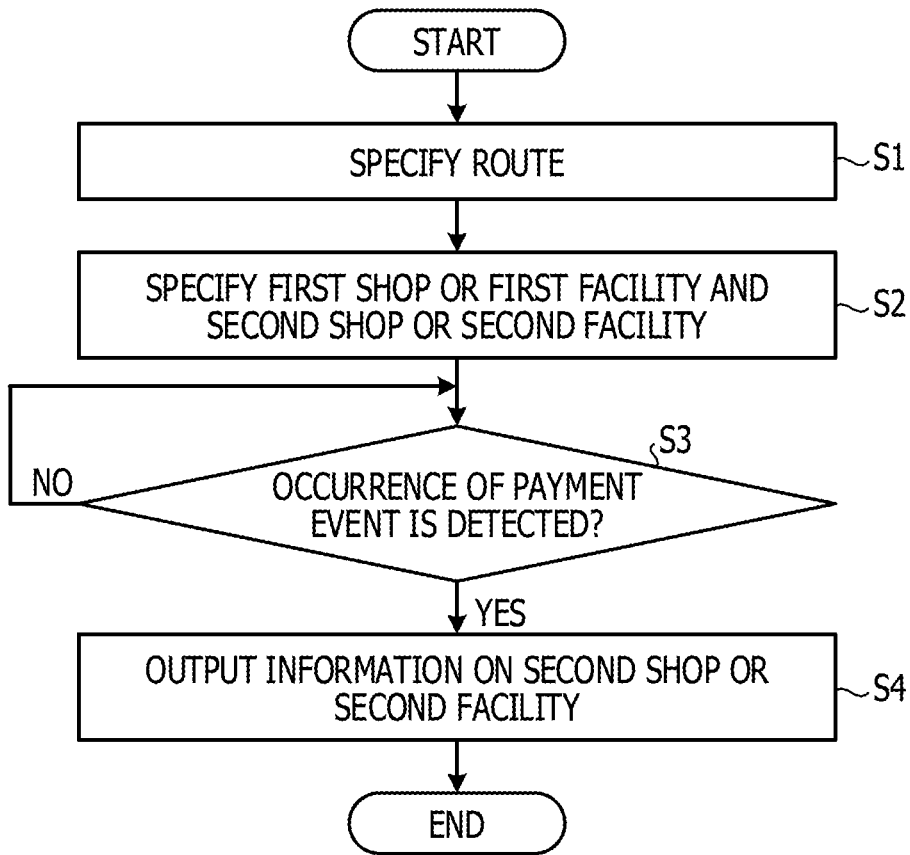 START
SPECIFY ROUTE
S1
SPECIFY FIRST SHOP OR FIRST FACILITY AND
SECOND SHOP OR SECOND FACILITY
S2
S3
OCCURRENCE OF PAYMENT
EVENT IS DETECTED?
NO
YES
OUTPUT INFORMATION ON SECOND SHOP OR
SECOND FACILITY
S4
END